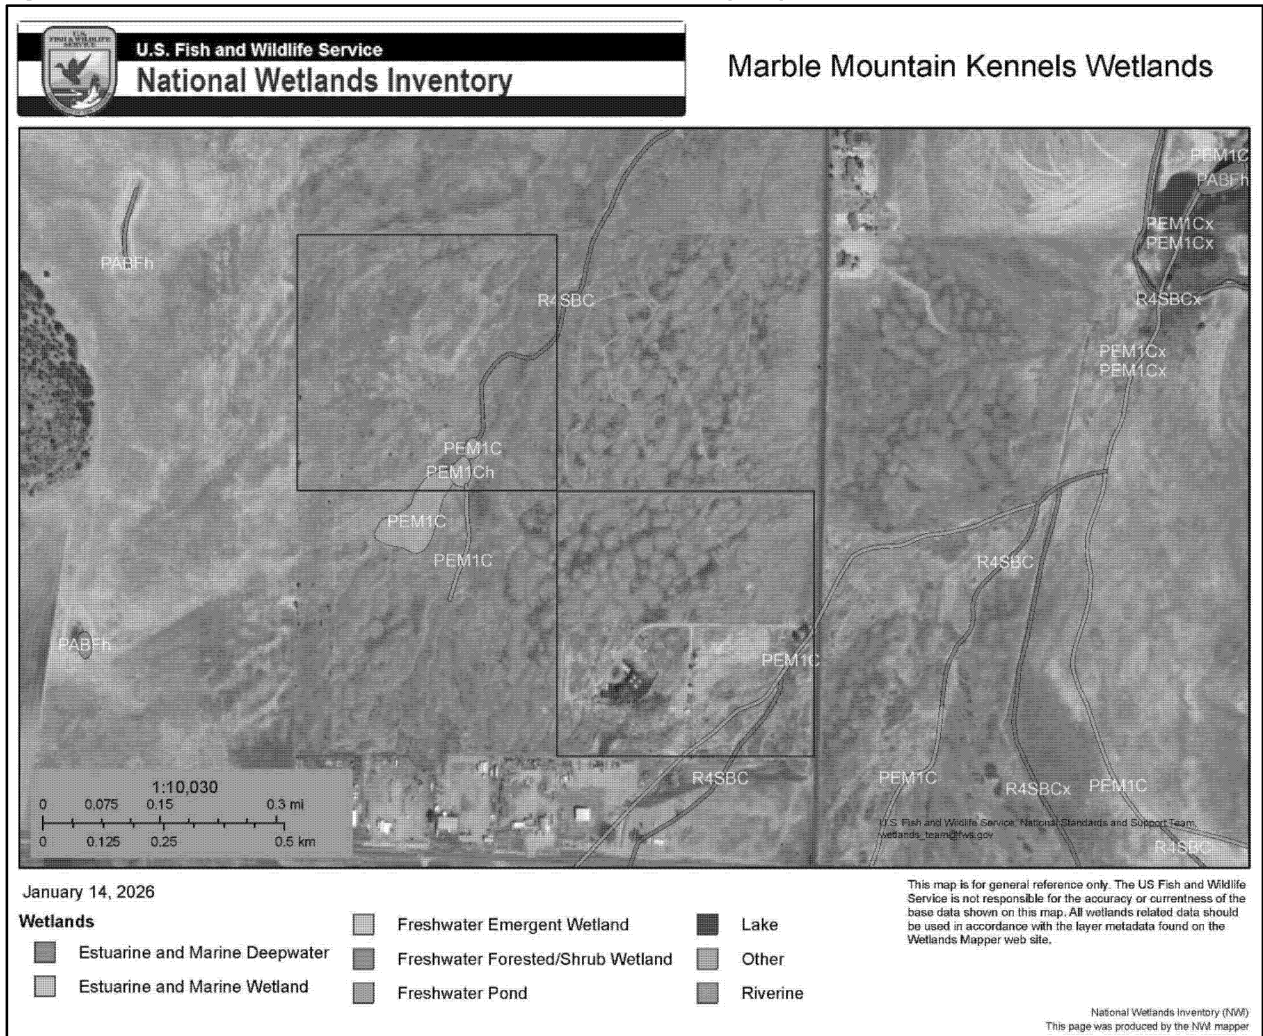 U.S.
FISH & WILDLIFE
SERVICE
U.S. Fish and Wildlife Service
National Wetlands Inventory
Marble Mountain Kennels Wetlands
PEM1C
PABFh
PEM1Cx
PEM1Cx
PABFh
R4SBC
R4SBCx
PEM1Cx
PEM1Cx
PEM1C
PEM1Ch
PEM1C
PEM1C
R4SBC
PABFh
PEM1C
R4SBC
PEM1C
R4SBCx
PEM1C
1:10,030
0 0.075 0.15 0.3 mi
0 0.125 0.25 0.5 km
U.S. Fish and Wildlife Service, National Standards and Support Team,
wetlands_team@fws.gov
R4SBC
January 14, 2026
This map is for general reference only. The US Fish and Wildlife
Service is not responsible for the accuracy or currentness of the
base data shown on this map. All wetlands related data should
be used in accordance with the layer metadata found on the
Wetlands Mapper web site.
Wetlands
Estuarine and Marine Deepwater
Estuarine and Marine Wetland
Freshwater Emergent Wetland
Freshwater Forested/Shrub Wetland
Freshwater Pond
Lake
Other
Riverine
National Wetlands Inventory (NWI)
This page was produced by the NWI mapper